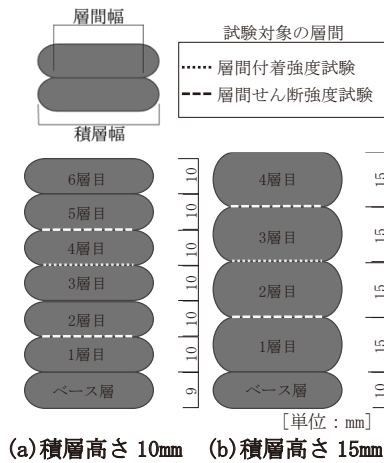 層間幅
積層幅
試験対象の層間
層間付着強度試験
層間せん断強度試験
6層目
5層目
4層目
3層目
2層目
1層目
ベース層
10
10
10
10
10
10
9
4層目
3層目
2層目
1層目
ベース層
15
15
15
15
10
[単位：mm]
(a)積層高さ 10mm (b)積層高さ 15mm